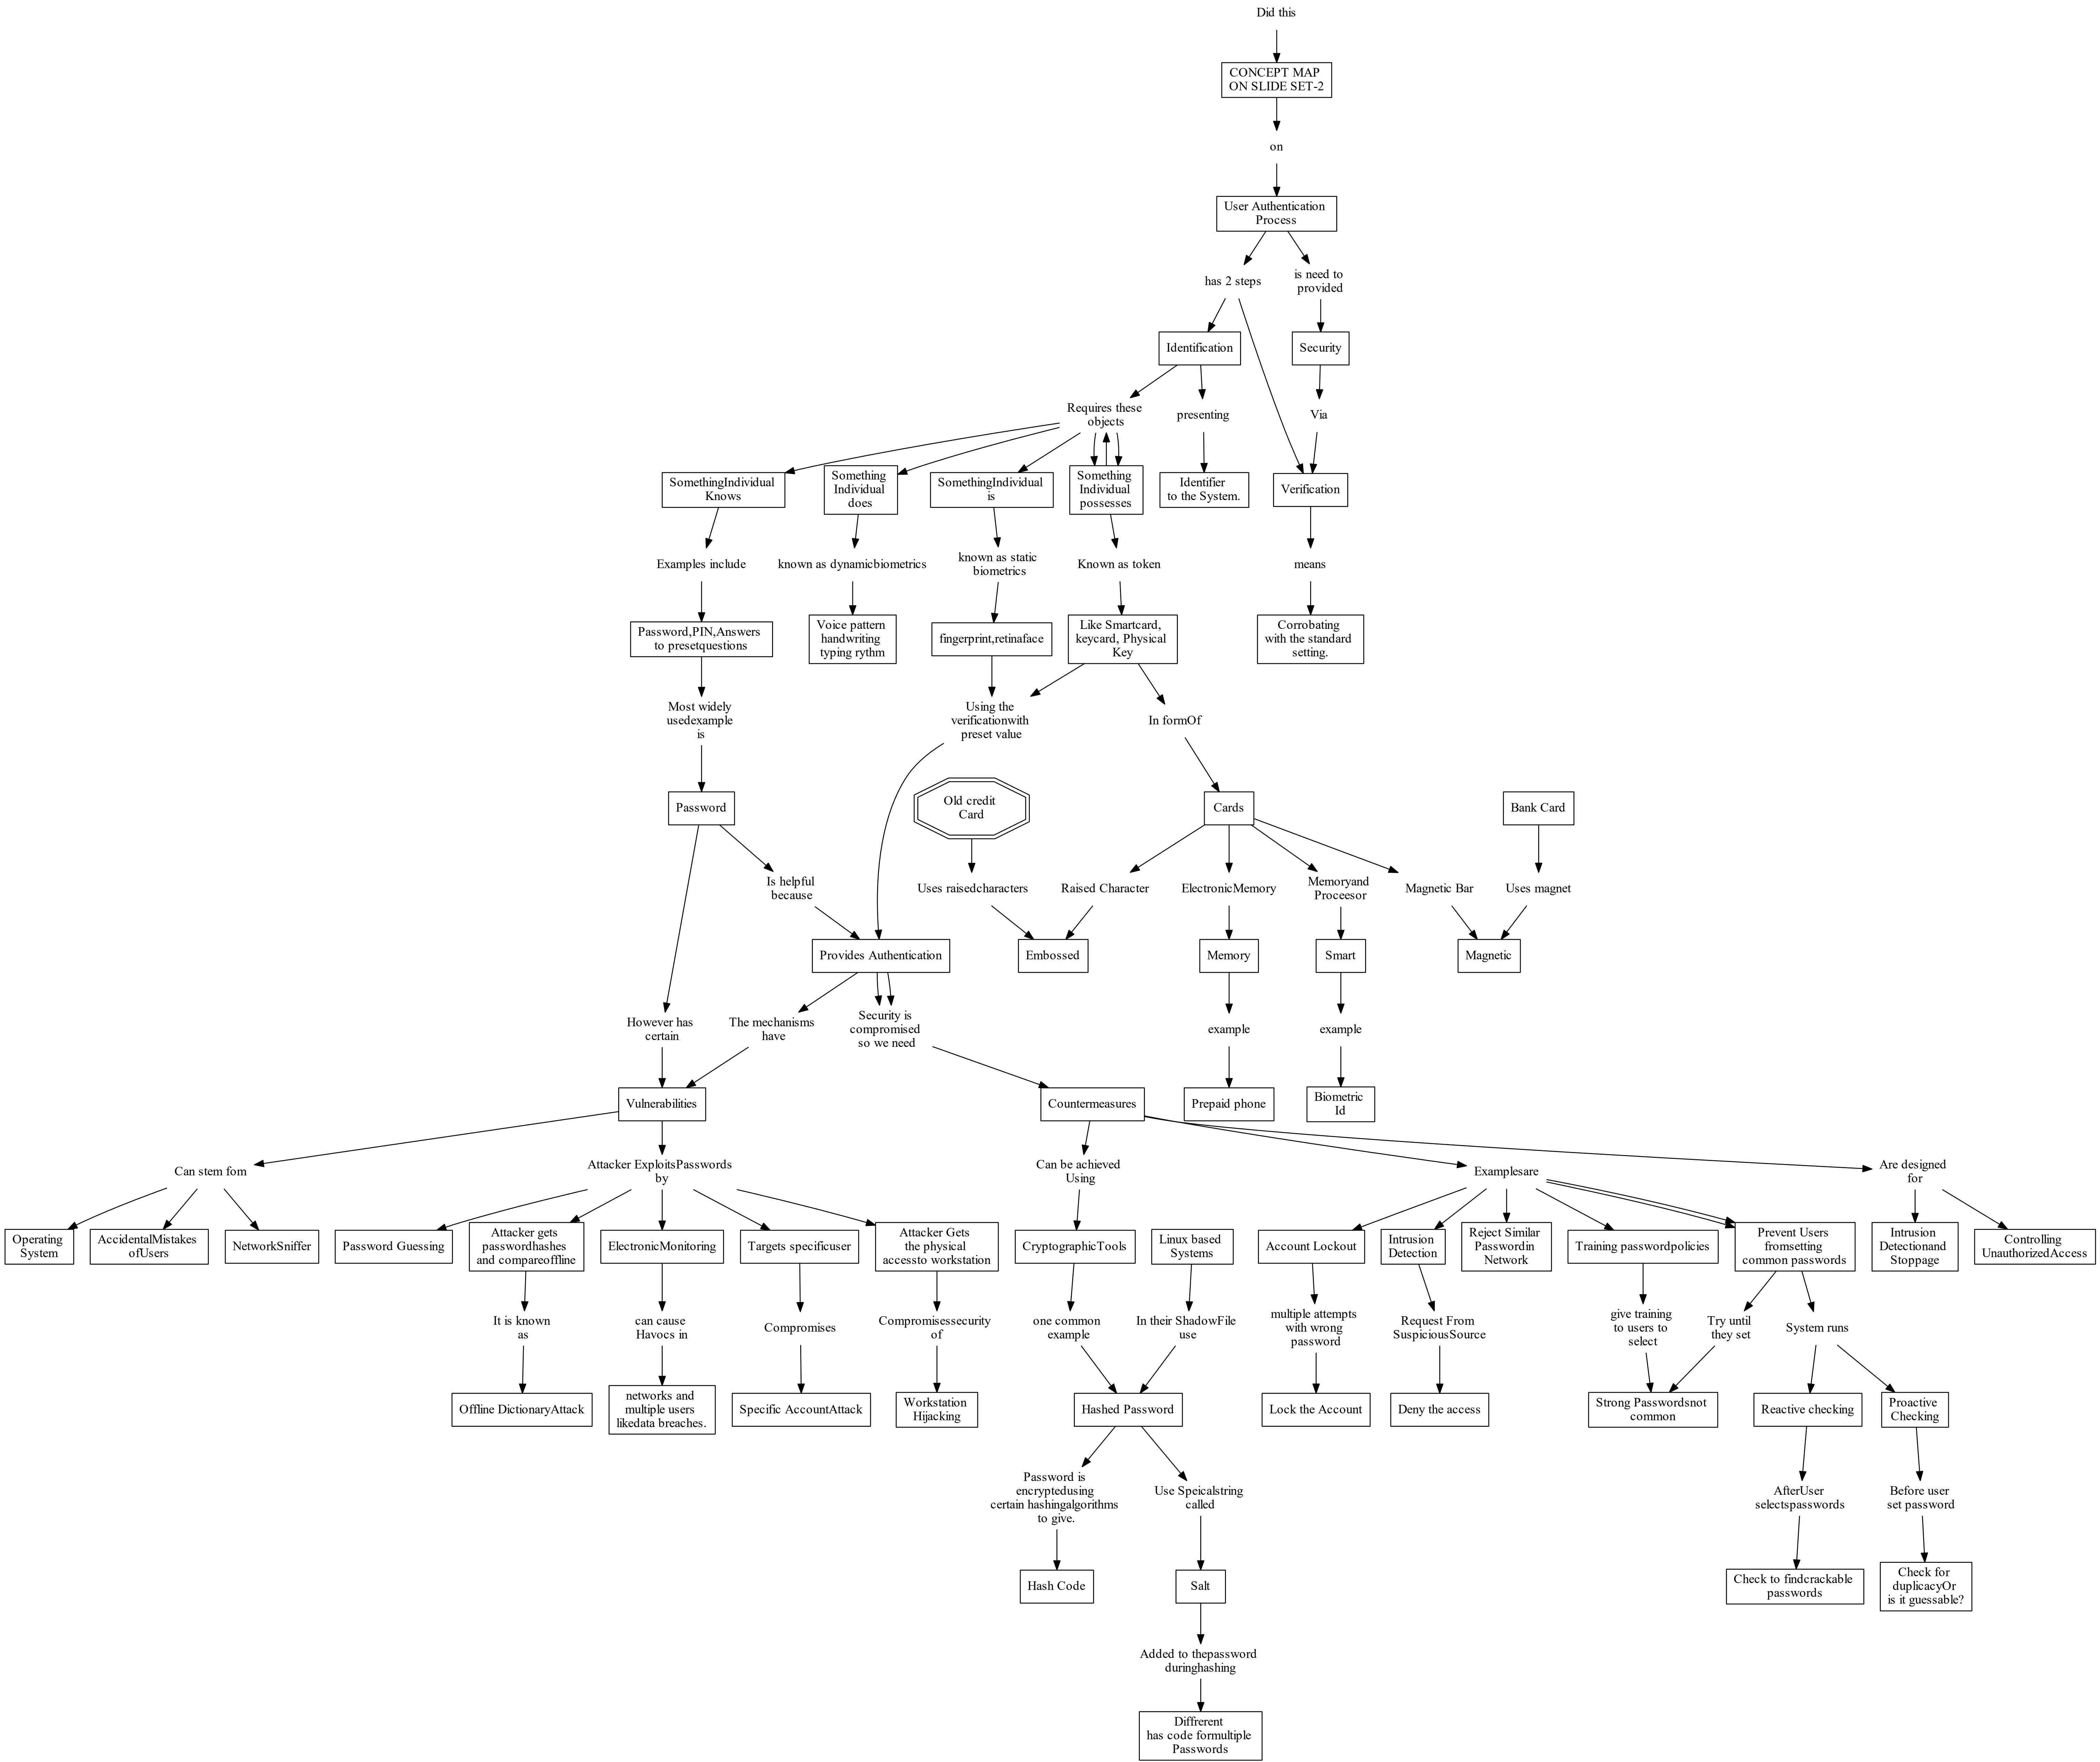 Did this
CONCEPT MAP
ON SLIDE SET-2
on
User Authentication
Process
has 2 steps
is need to
provided
Identification
Security
Requires these
objects
presenting
Via
SomethingIndividual
Knows
Something
Individual
does
SomethingIndividual
is
Something
Individual
possesses
Identifier
to the System.
Verification
Examples include
known as dynamicbiometrics
known as static
biometrics
Known as token
means
Password,PIN,Answers
to presetquestions
Voice pattern
handwriting
typing rythm
fingerprint,retinaface
Like Smartcard,
keycard, Physical
Key
Corrobating
with the standard
setting.
Most widely
usedexample
is
Using the
verificationwith
preset value
In formOf
Password
Old credit
Card
Cards
Bank Card
Is helpful
because
Uses raisedcharacters
Raised Character
ElectronicMemory
Memoryand
Proceesor
Magnetic Bar
Uses magnet
Provides Authentication
Embossed
Memory
Smart
Magnetic
However has
certain
The mechanisms
have
Security is
compromised
so we need
example
example
Vulnerabilities
Countermeasures
Prepaid phone
Biometric
Id
Can stem fom
Attacker ExploitsPasswords
by
Can be achieved
Using
Examplesare
Are designed
for
Operating
System
AccidentalMistakes
ofUsers
NetworkSniffer
Password Guessing
Attacker gets
passwordhashes
and compareoffline
ElectronicMonitoring
Targets specificuser
Attacker Gets
the physical
accessto workstation
CryptographicTools
Linux based
Systems
Account Lockout
Intrusion
Detection
Reject Similar
Passwordin
Network
Training passwordpolicies
Prevent Users
fromsetting
common passwords
Intrusion
Detectionand
Stoppage
Controlling
UnauthorizedAccess
It is known
as
can cause
Havocs in
Compromises
Compromisessecurity
of
one common
example
In their ShadowFile
use
multiple attempts
with wrong
password
Request From
SuspiciousSource
give training
to users to
select
Try until
they set
System runs
Offline DictionaryAttack
networks and
multiple users
likedata breaches.
Specific AccountAttack
Workstation
Hijacking
Hashed Password
Lock the Account
Deny the access
Strong Passwordsnot
common
Reactive checking
Proactive
Checking
Password is
encryptedusing
certain hashingalgorithms
to give.
Use Speicalstring
called
AfterUser
selectspasswords
Before user
set password
Hash Code
Salt
Check to findcrackable
passwords
Check for
duplicacyOr
is it guessable?
Added to thepassword
duringhashing
Diffrerent
has code formultiple
Passwords